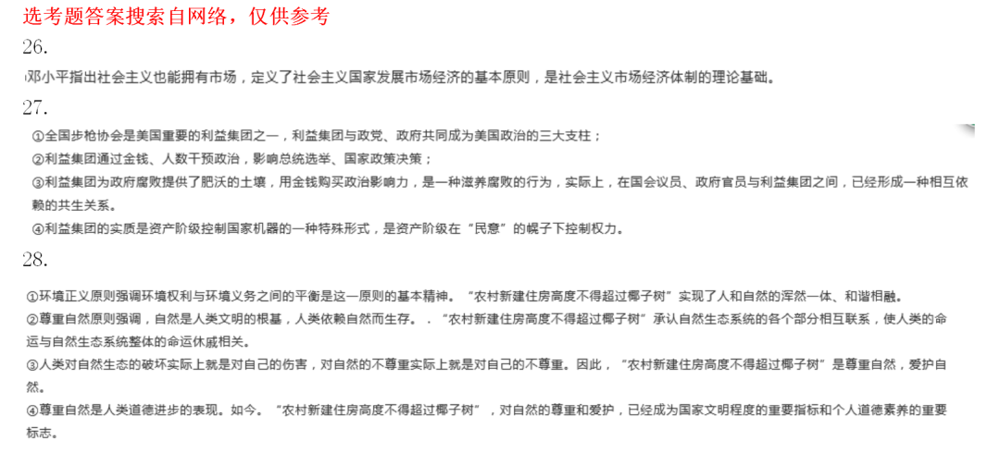 选考题答案搜索自网络，仅供参考
26.
邓小平指出社会主义也能拥有市场，定义了社会主义国家发展市场经济的基本原则，是社会主义市场经济体制的理论基础。
27.
①全国步枪协会是美国重要的利益集团之一，利益集团与政党、政府共同成为美国政治的三大支柱；
②利益集团通过金钱、人数干预政治，影响总统选举、国家政策决策；
③利益集团为政府腐败提供了肥沃的土壤，用金钱购买政治影响力，是一种滋养腐败的行为，实际上，在国会议员、政府官员与利益集团之间，已经形成一种相互依
赖的共生关系。
④利益集团的实质是资产阶级控制国家机器的一种特殊形式，是资产阶级在“民意”的幌子下控制权力。
28.
①环境正义原则强调环境权利与环境义务之间的平衡是这一原则的基本精神。“农村新建住房高度不得超过椰子树”实现了人和自然的浑然一体、和谐相融。
②尊重自然原则强调，自然是人类文明的根基，人类依赖自然而生存。．“农村新建住房高度不得超过椰子树”承认自然生态系统的各个部分相互联系，使人类的命
运与自然生态系统整体的命运休戚相关。
③人类对自然生态的破坏实际上就是对自己的伤害，对自然的不尊重实际上就是对自己的不尊重。因此，“农村新建住房高度不得超过椰子树”是尊重自然，爱护自
然。
④尊重自然是人类道德进步的表现。如今。“农村新建住房高度不得超过椰子树”，对自然的尊重和爱护，已经成为国家文明程度的重要指标和个人道德素养的重要
标志。